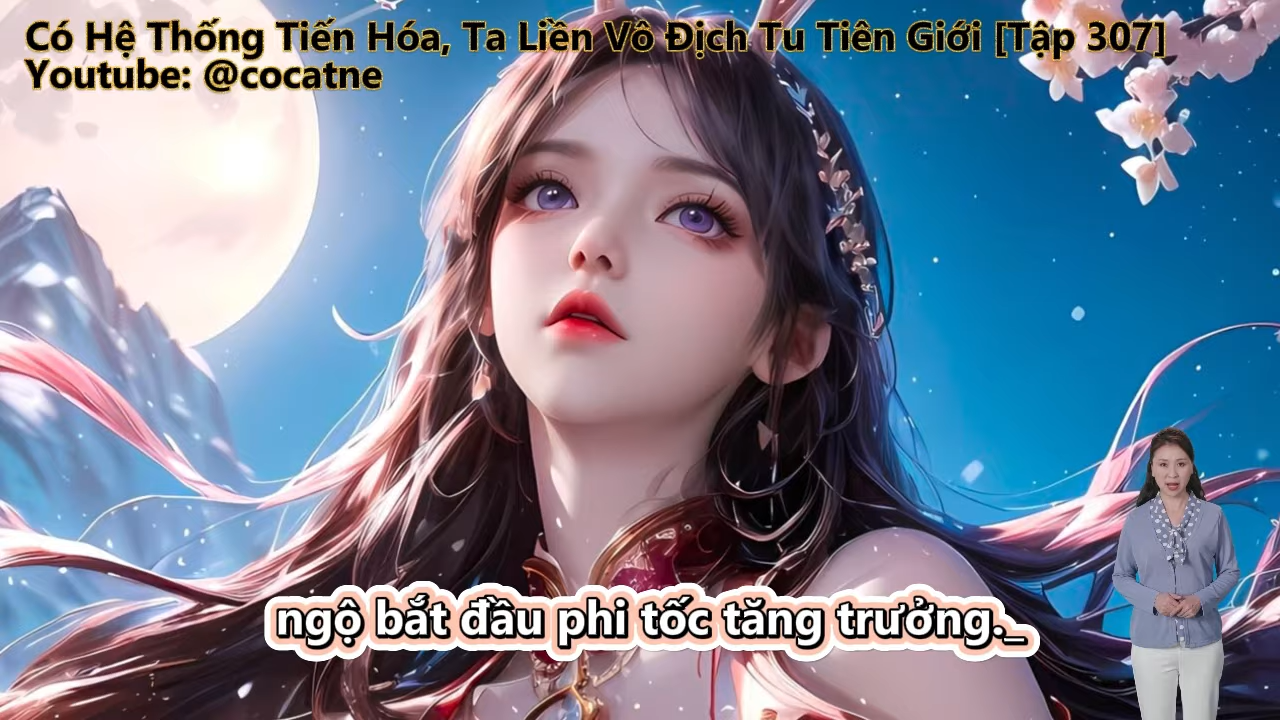 Có Hệ Thống Tiến Hóa, Ta Liền Vô Địch Tu Tiên Giới [Tập 307]
Youtube: @cocatne
ngộ bắt đầu phi tốc tăng trưởng._